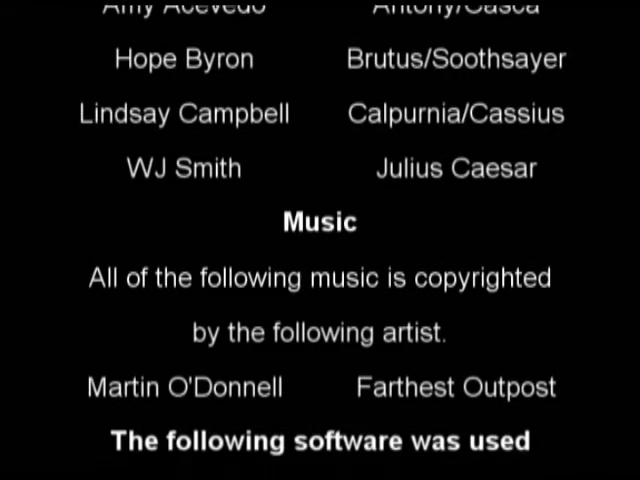 Amy Acevedo Antony/Casca
Hope Byron Brutus/Soothsayer
Lindsay Campbell Calpurnia/Cassius
WJ Smith Julius Caesar
Music
All of the following music is copyrighted
by the following artist.
Martin O'Donnell Farthest Outpost
The following software was used